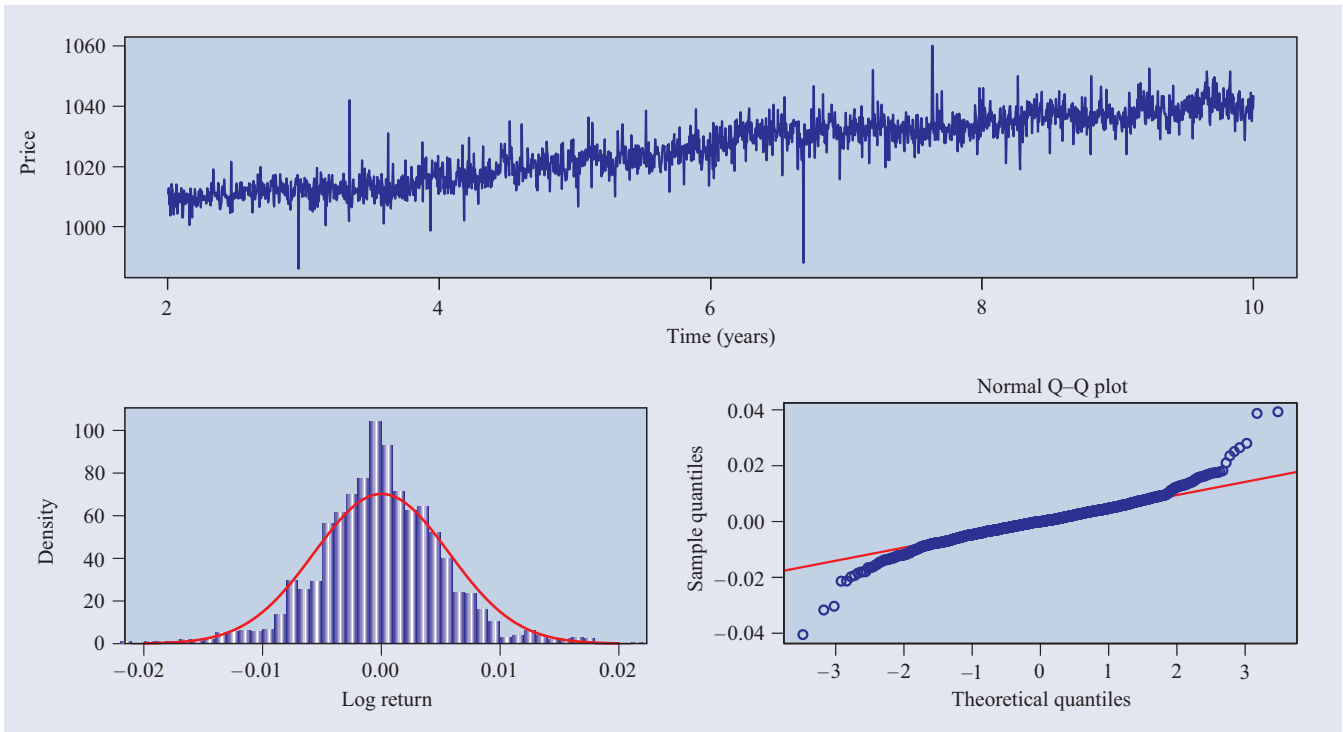 1060
1040
1020
1000
Price
2 4 6 8 10
Time (years)
100
80
60
40
20
0
Density
−0.02 −0.01 0.00 0.01 0.02
Log return
Normal Q–Q plot
0.04
0.02
0.00
−0.02
−0.04
Sample quantiles
−3 −2 −1 0 1 2 3
Theoretical quantiles